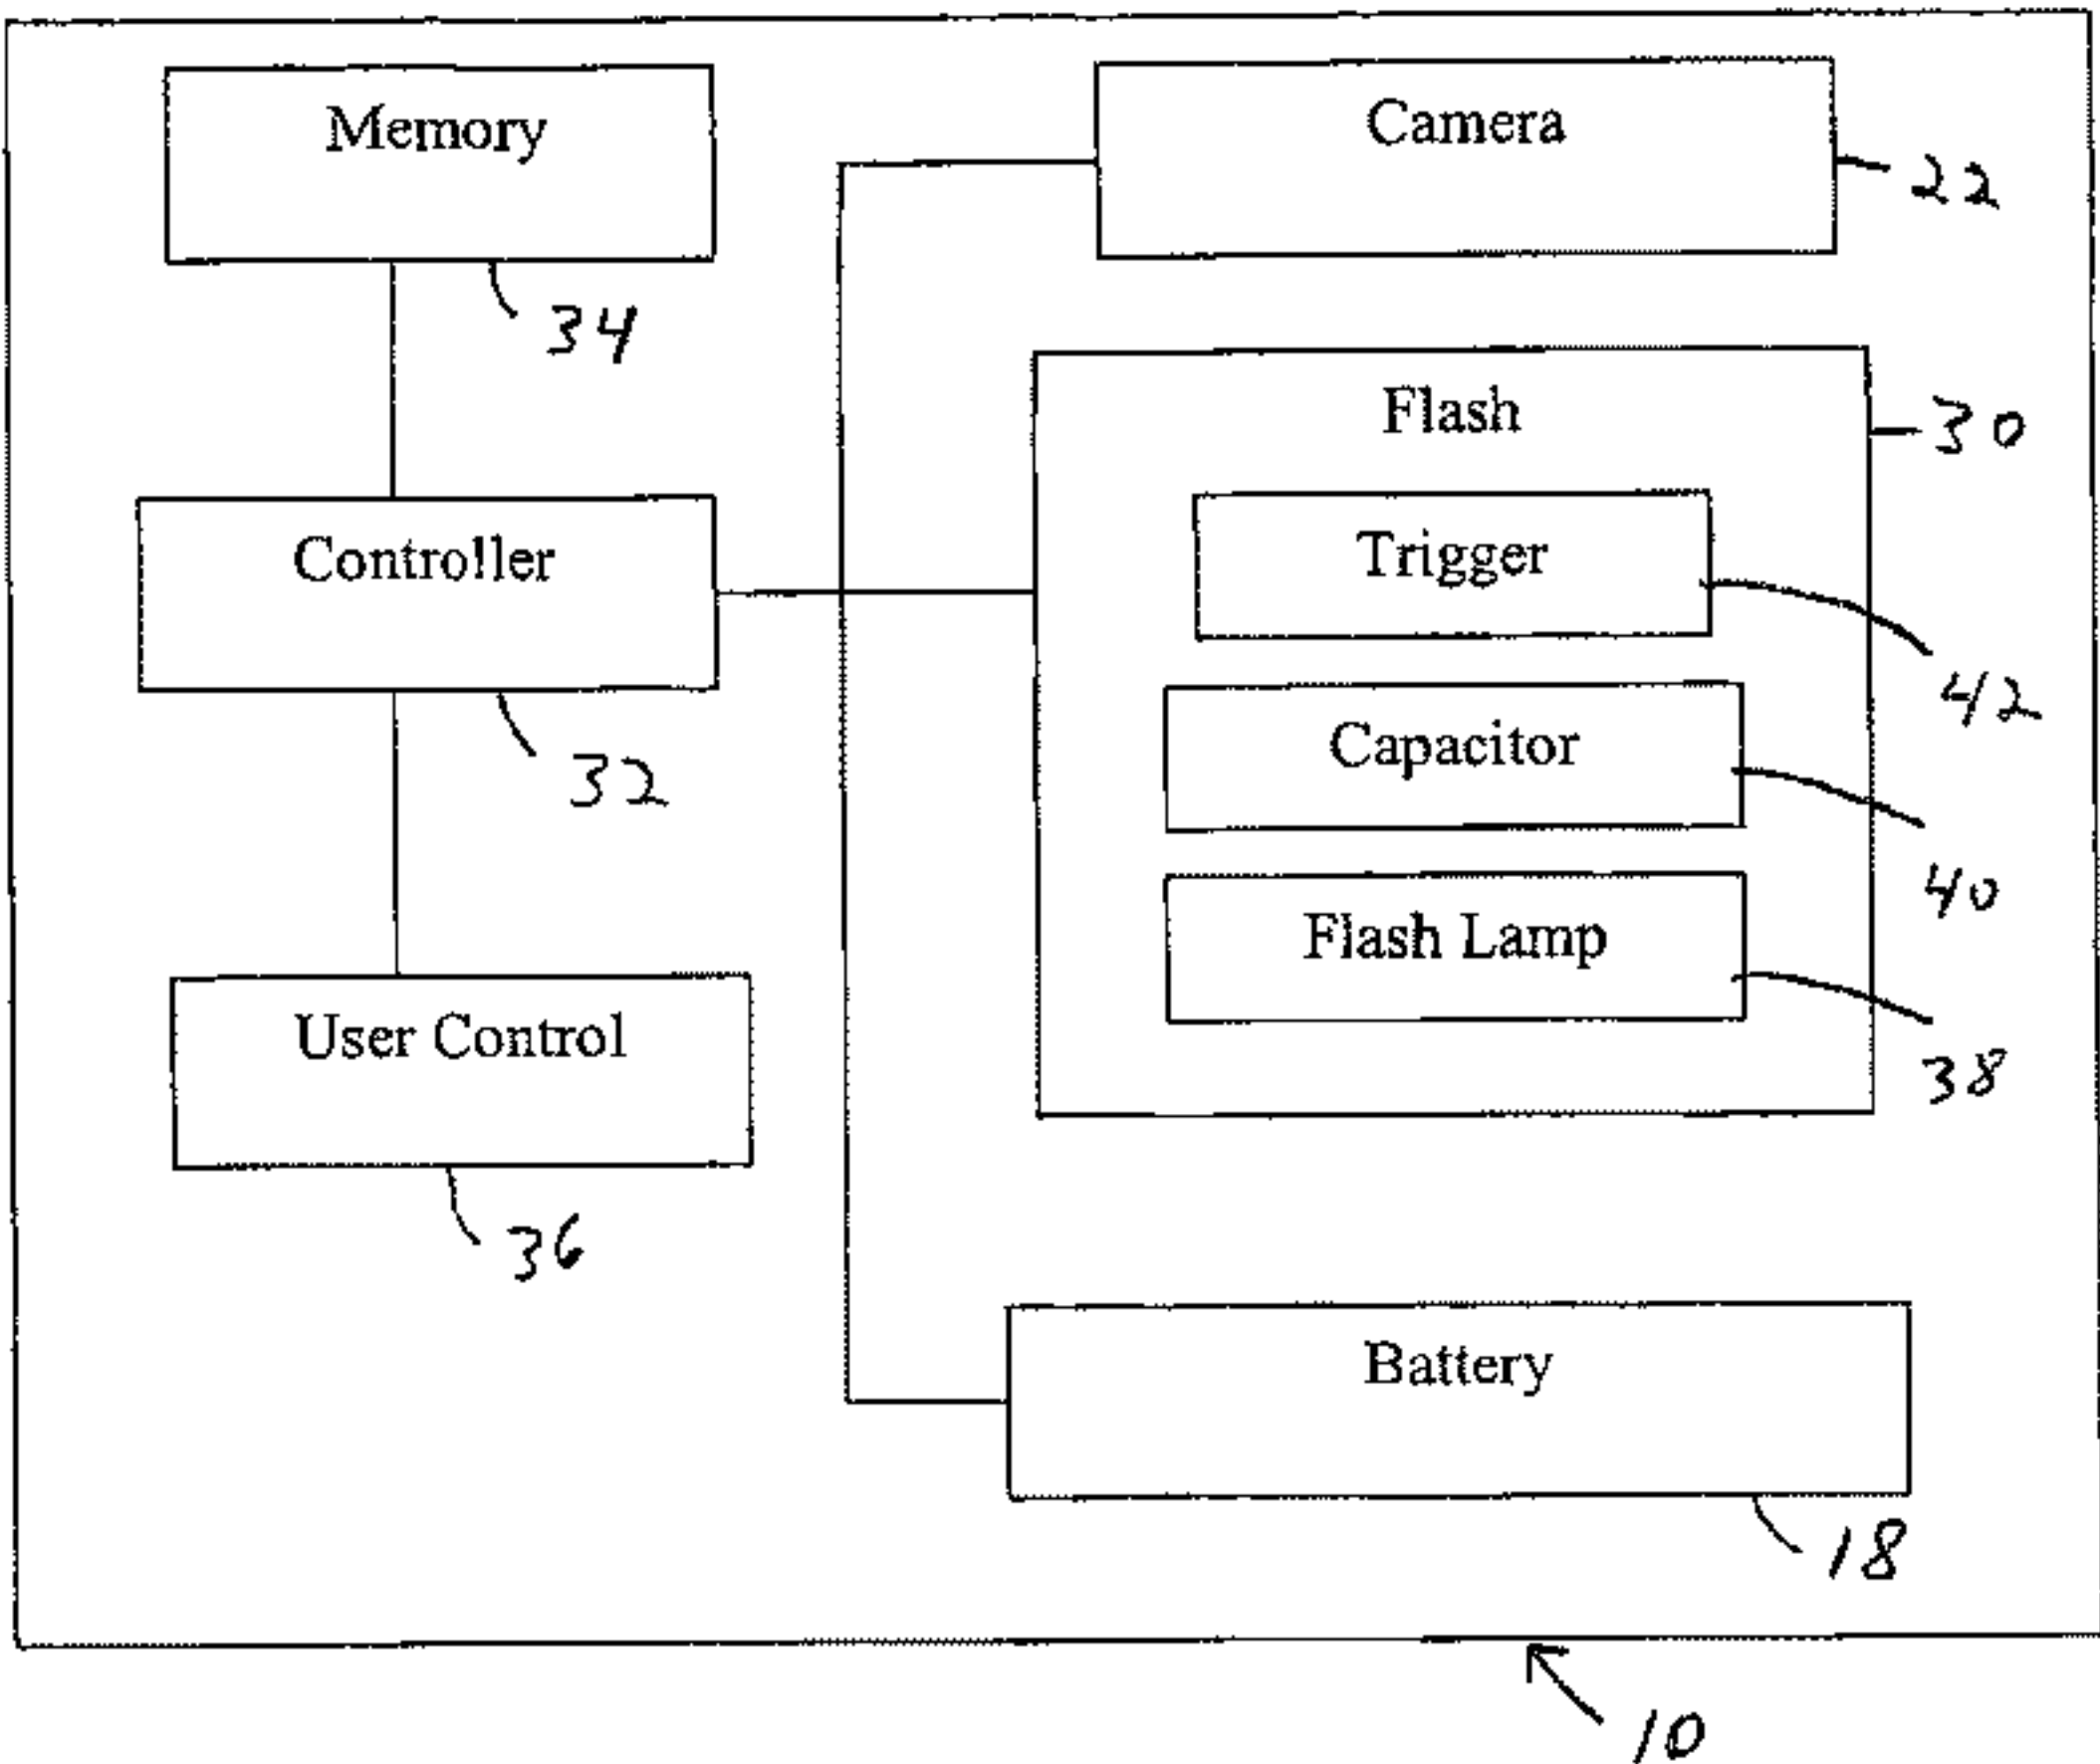 Memory
34
Controller
32
User Control
36
Camera
22
Flash
30
Trigger
42
Capacitor
40
Flash Lamp
38
Battery
18
10